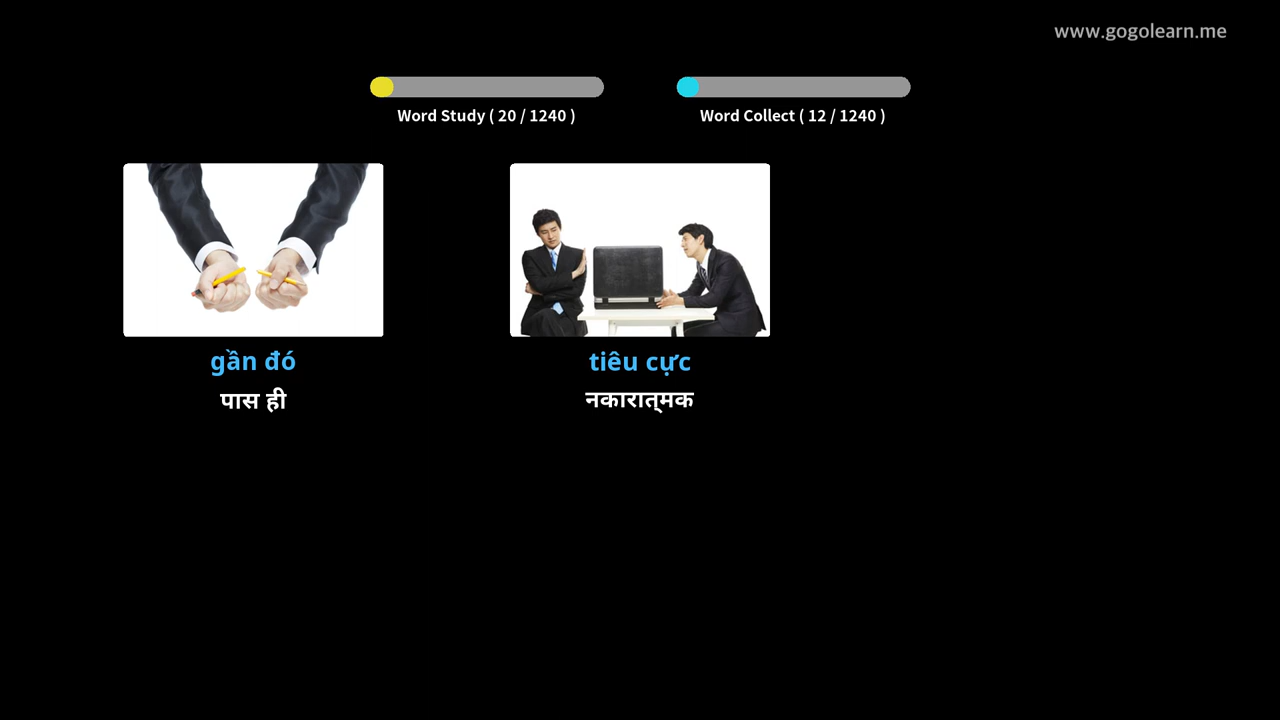 www.gogolearn.me
Word Study ( 20 / 1240 )
Word Collect ( 12 / 1240 )
gần đó
पास ही
tiêu cực
नकारात्मक